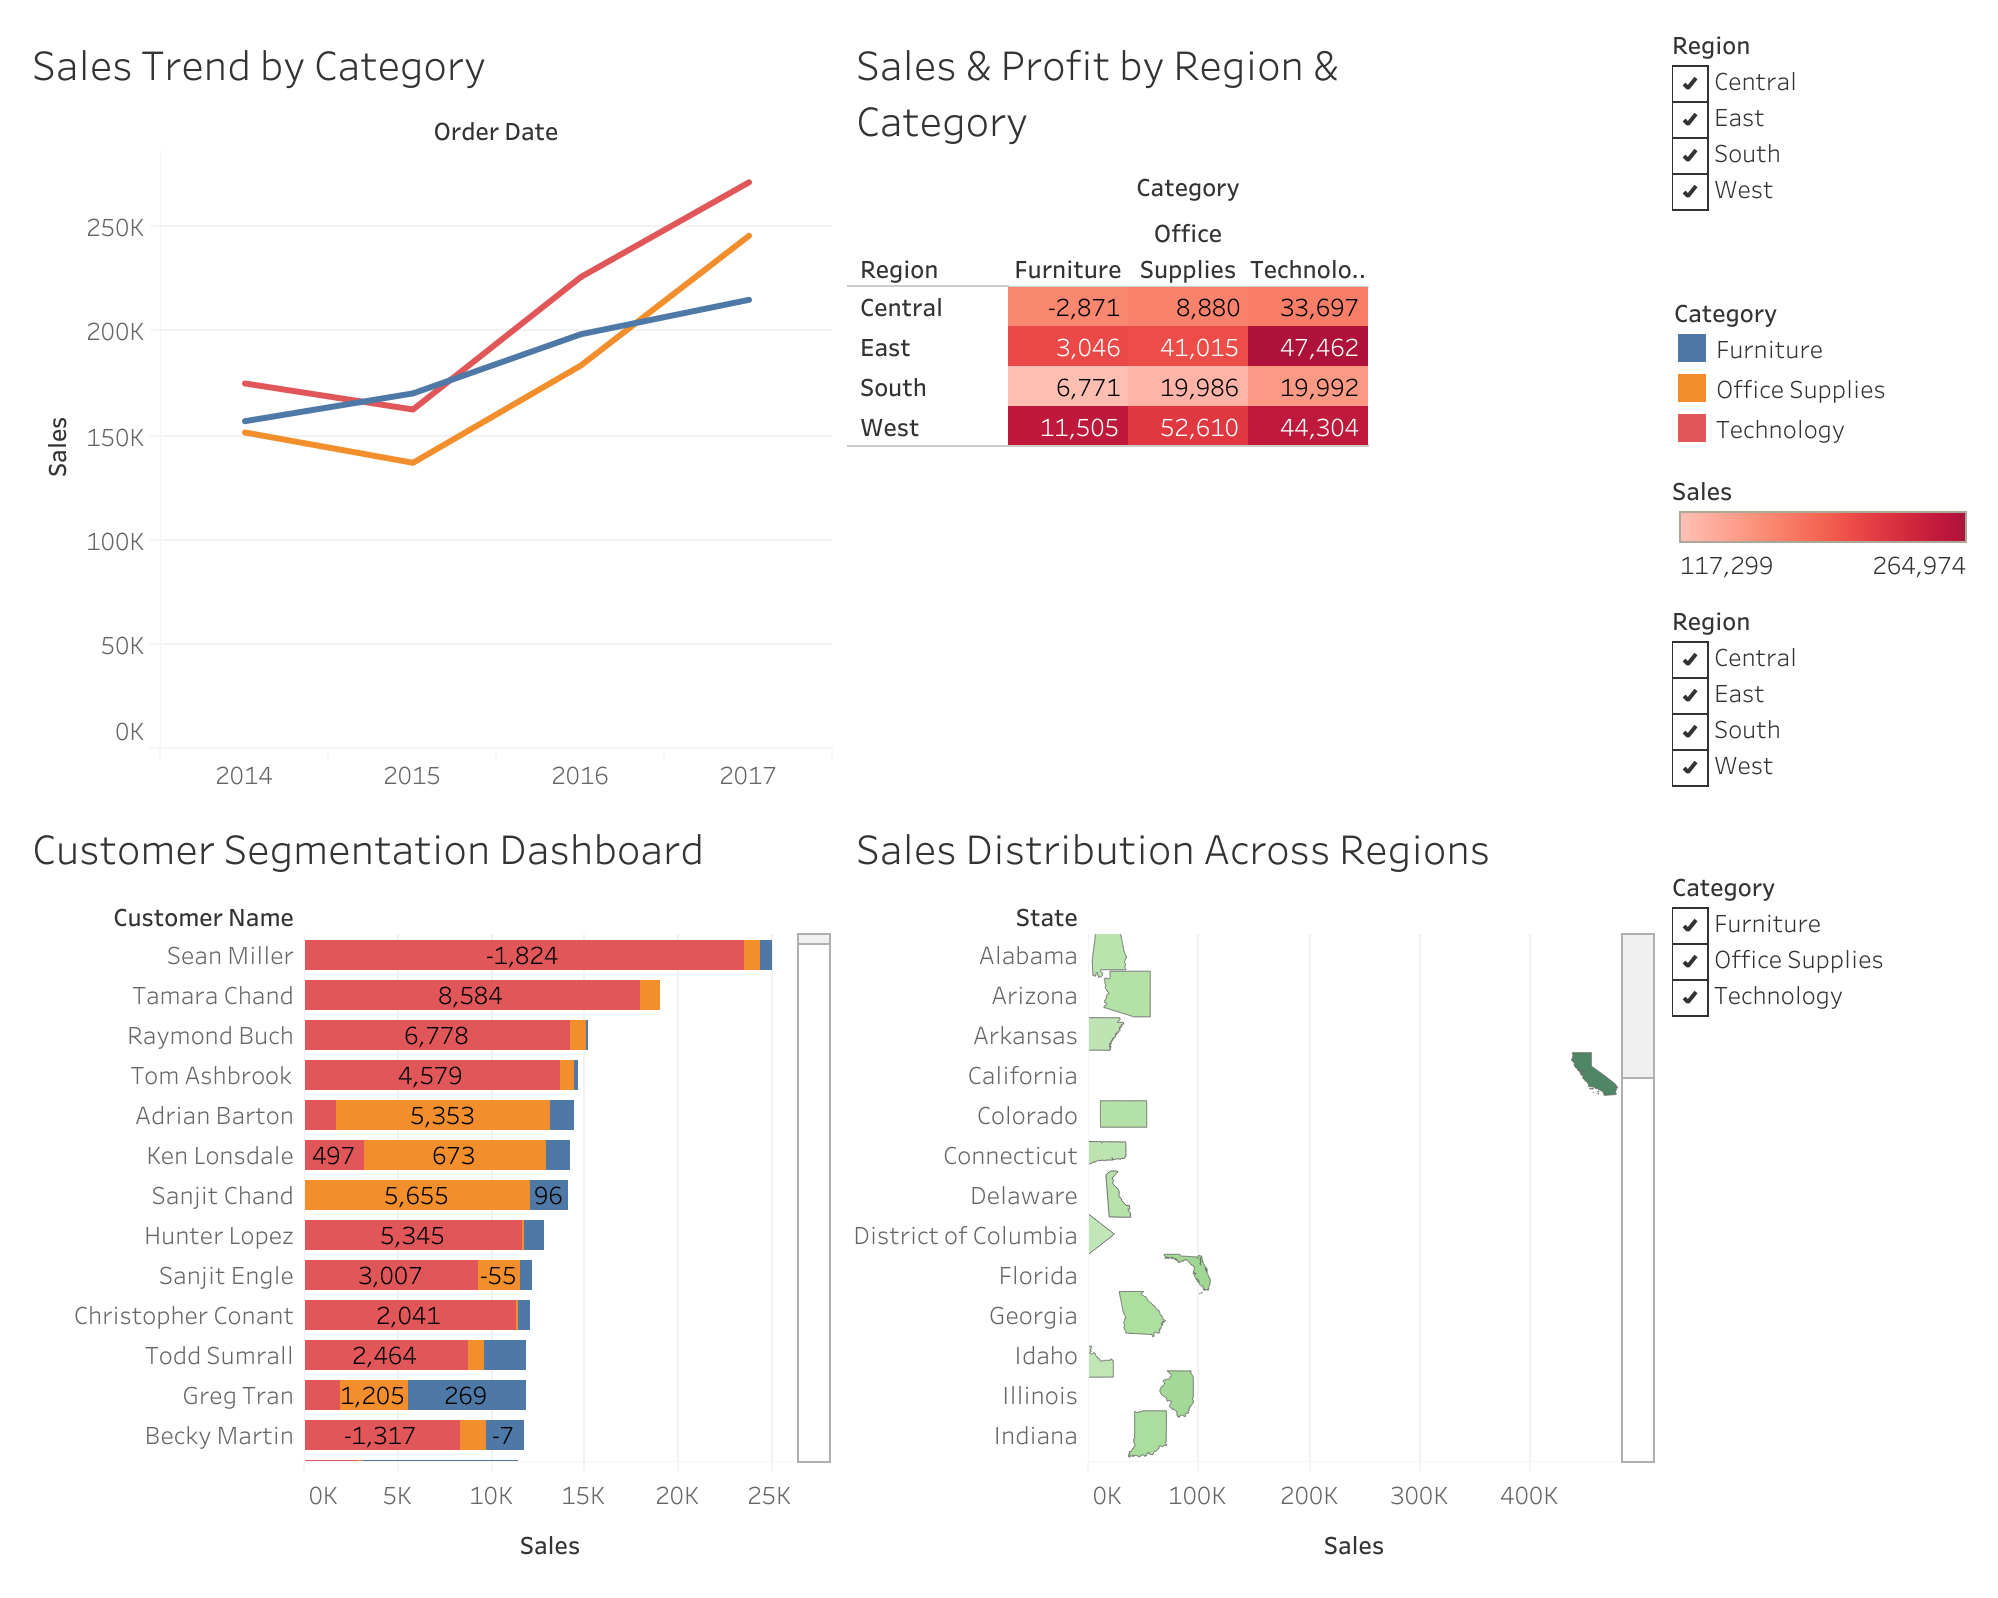 Sales Trend by Category
Order Date
250K
200K
150K
100K
50K
0K
Sales
2014 2015 2016 2017
Sales & Profit by Region &
Category
Category
Office
Region Furniture Supplies Technolo..
Central -2,871 8,880 33,697
East 3,046 41,015 47,462
South 6,771 19,986 19,992
West 11,505 52,610 44,304
Region
Central
East
South
West
Category
Furniture
Office Supplies
Technology
Sales
117,299 264,974
Region
Central
East
South
West
Customer Segmentation Dashboard
Customer Name
Sean Miller -1,824
Tamara Chand 8,584
Raymond Buch 6,778
Tom Ashbrook 4,579
Adrian Barton 5,353
Ken Lonsdale 497 673
Sanjit Chand 5,655 96
Hunter Lopez 5,345
Sanjit Engle 3,007 -55
Christopher Conant 2,041
Todd Sumrall 2,464
Greg Tran 1,205 269
Becky Martin -1,317 -7
0K 5K 10K 15K 20K 25K
Sales
Sales Distribution Across Regions
State
Alabama
Arizona
Arkansas
California
Colorado
Connecticut
Delaware
District of Columbia
Florida
Georgia
Idaho
Illinois
Indiana
0K 100K 200K 300K 400K
Sales
Category
Furniture
Office Supplies
Technology